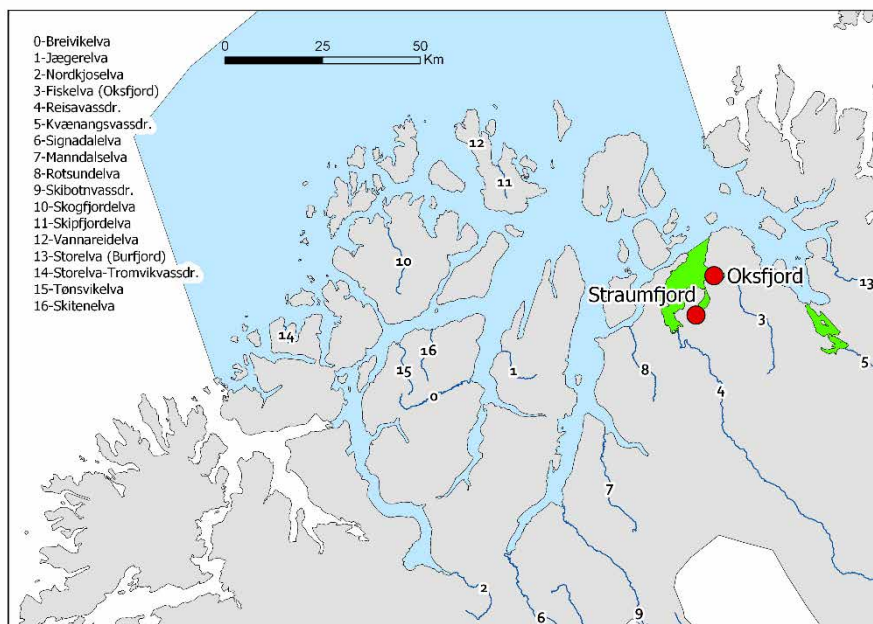 0-Breivikelva
1-Jægerelva
2-Nordkjoselva
3-Fiskelva (Oksfjord)
4-Reisavassdr.
5-Kvænangsvassdr.
6-Signadalelva
7-Manndalselva
8-Rotsundelva
9-Skibotnvassdr.
10-Skogfjordelva
11-Skipfjordelva
12-Vannareidelva
13-Storelva (Burfjord)
14-Storelva-Tromvikvassdr.
15-Tønsvikelva
16-Skitenelva
0 25 50
Km
12
11
10
Oksfjord
13
Straumfjord
3
14
16
15
1
8
5
0
4
7
2
6
9